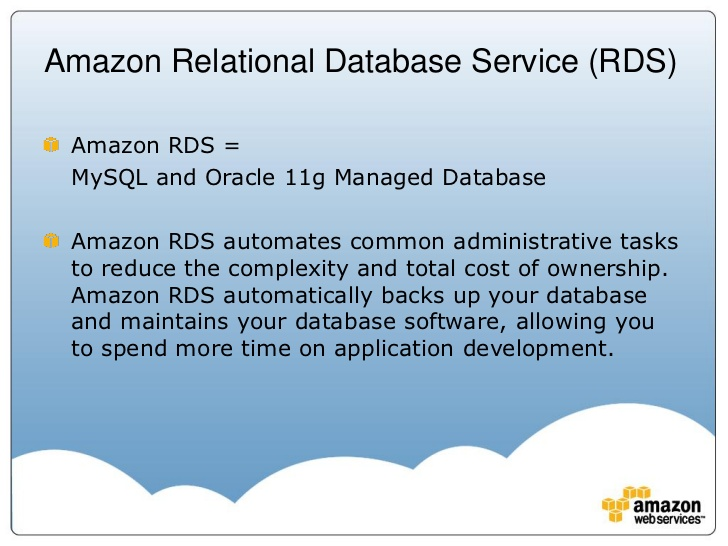 Amazon Relational Database Service (RDS)
Amazon RDS =
MySQL and Oracle 11g Managed Database
Amazon RDS automates common administrative tasks
to reduce the complexity and total cost of ownership.
Amazon RDS automatically backs up your database
and maintains your database software, allowing you
to spend more time on application development.
amazon
webservices™